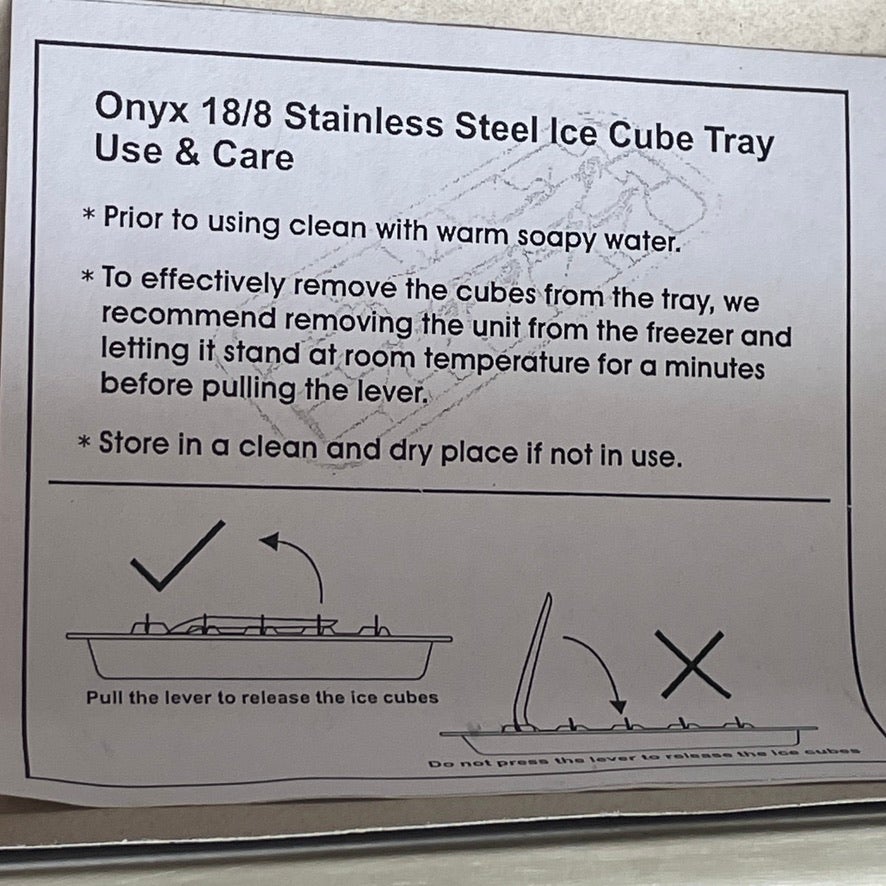 Onyx 18/8 Stainless Steel Ice Cube Tray
Use & Care
* Prior to using clean with warm soapy water.
* To effectively remove the cubes from the tray, we
recommend removing the unit from the freezer and
letting it stand at room temperature for a minutes
before pulling the lever.
* Store in a clean and dry place if not in use.
Pull the lever to release the ice cubes
Do not press the lever to release the ice cubes